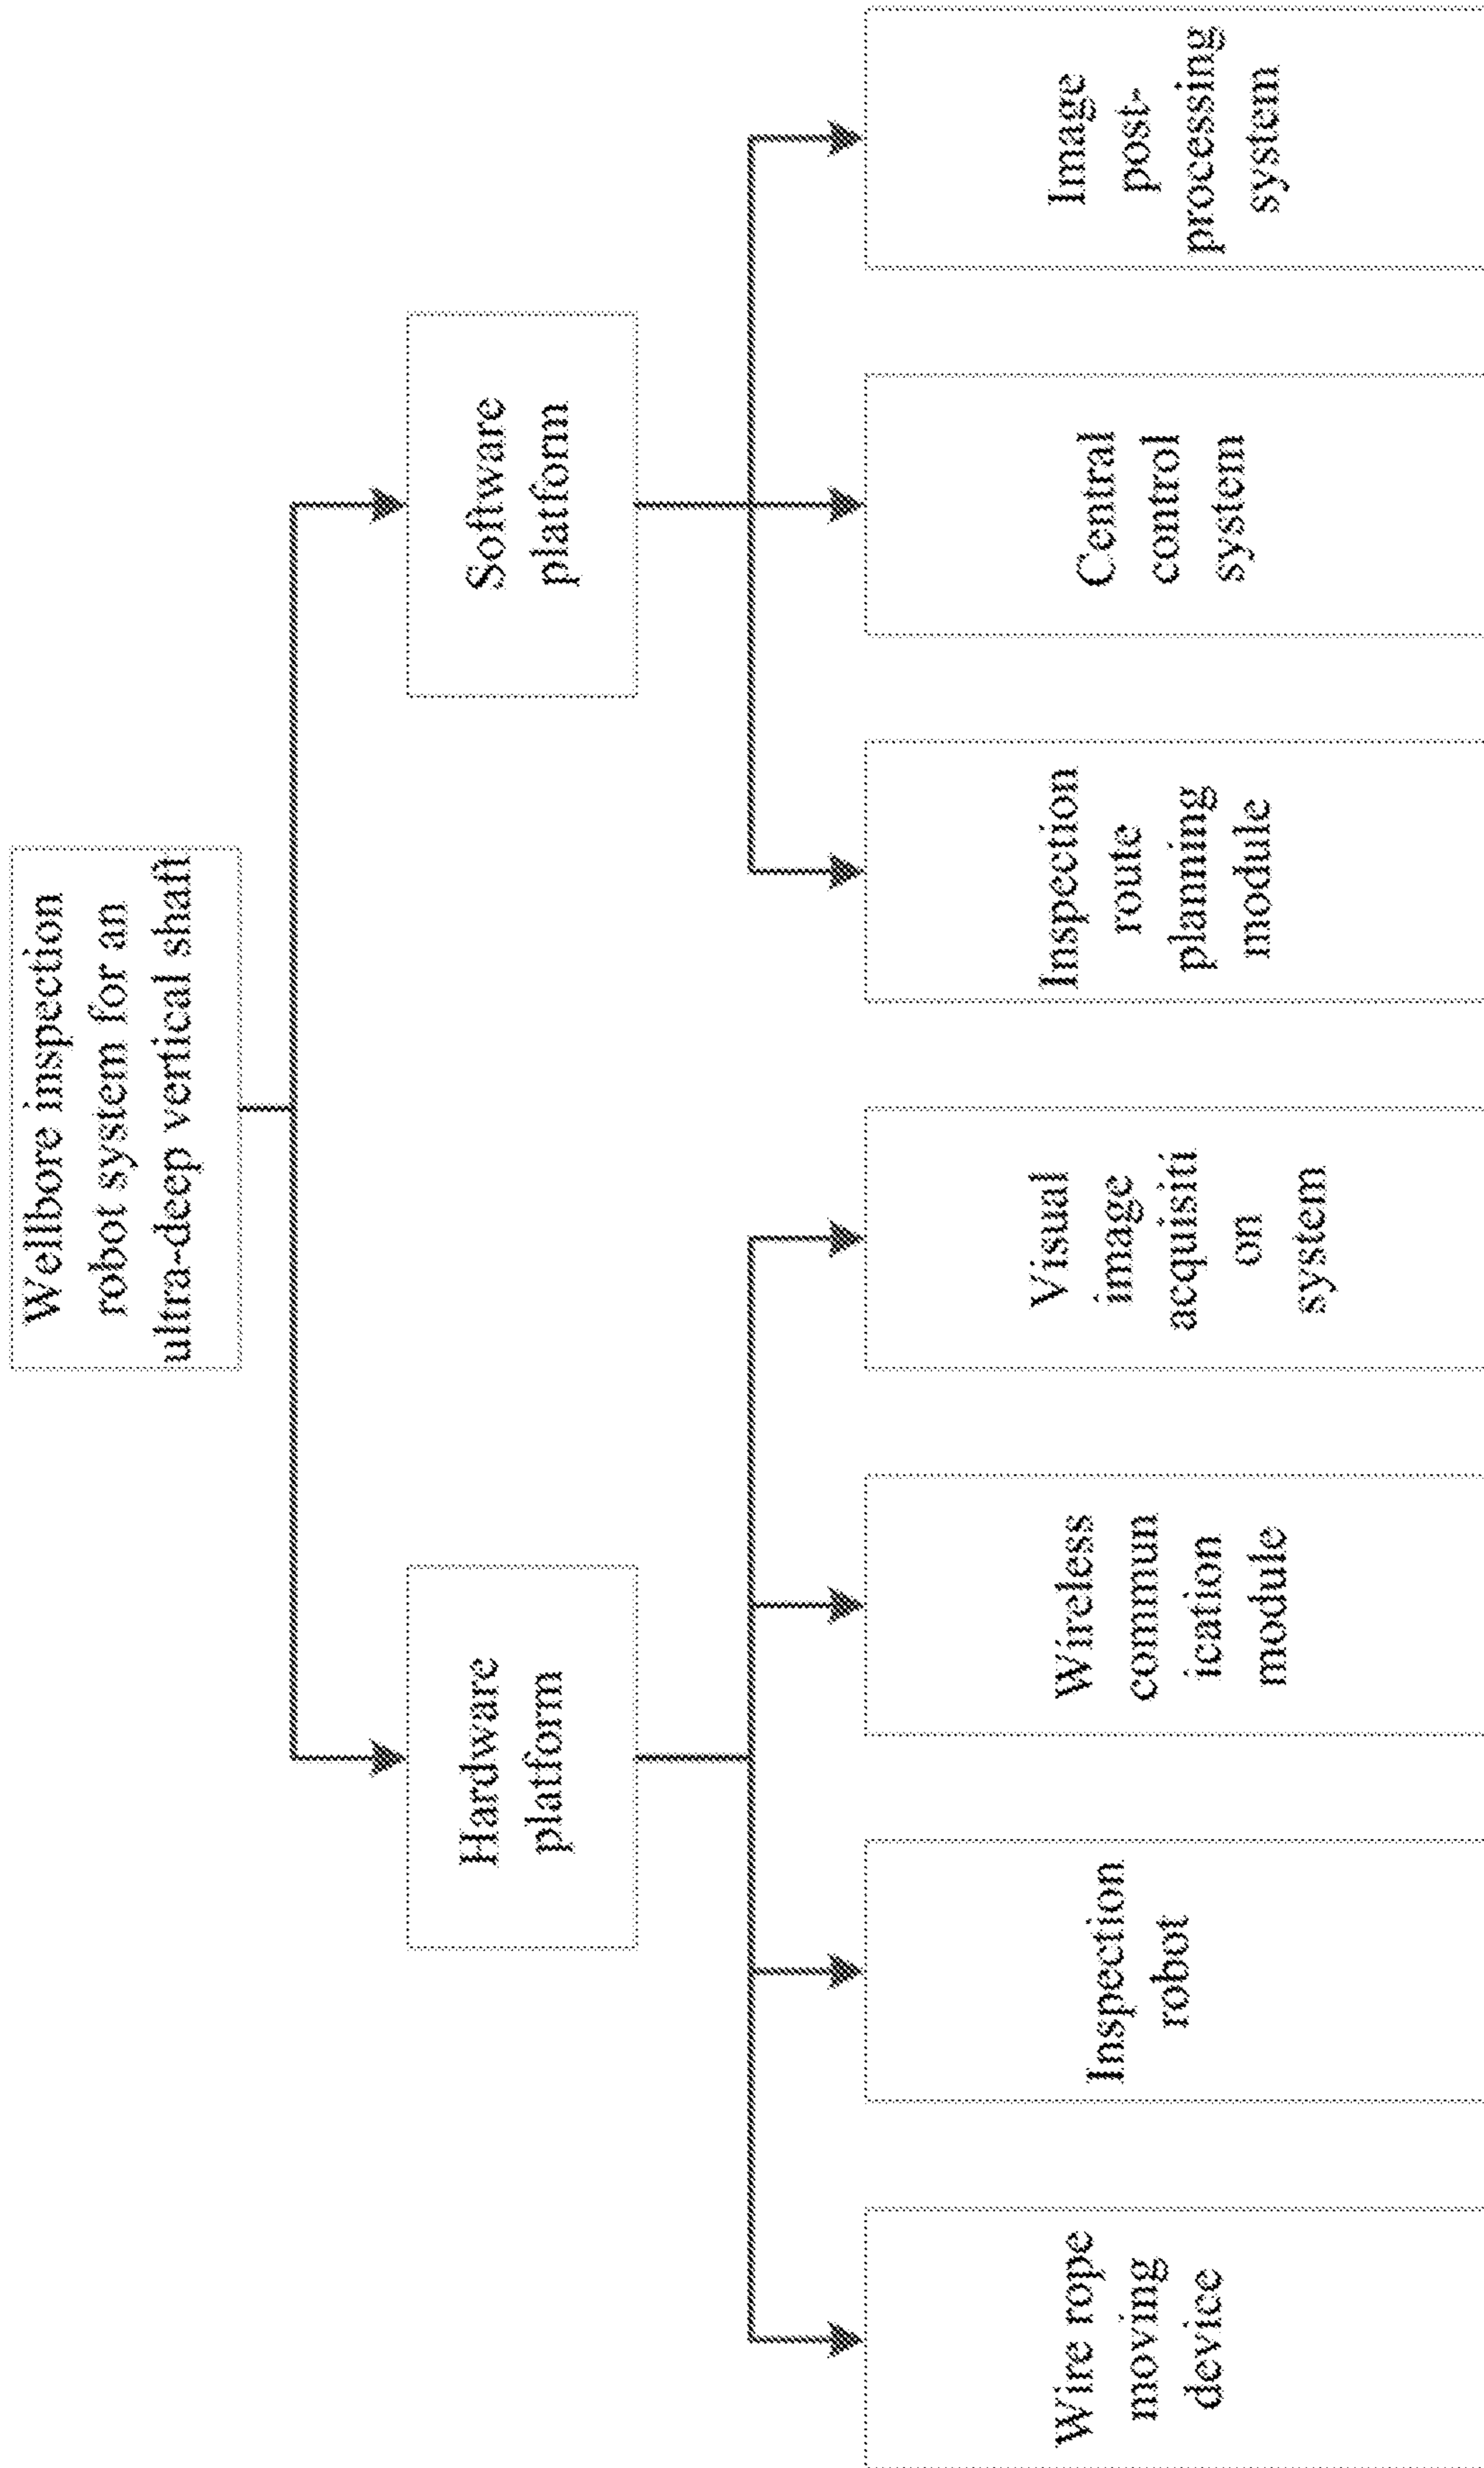 Wellbore inspection
robot system for an
ultra-deep vertical shaft
Hardware
platform
Software
platform
Wire rope
moving
device
Inspection
robot
Wireless
commun
ication
module
Visual
image
acquisiti
on
system
Inspection
route
planning
module
Central
control
system
Image
post-
processing
system